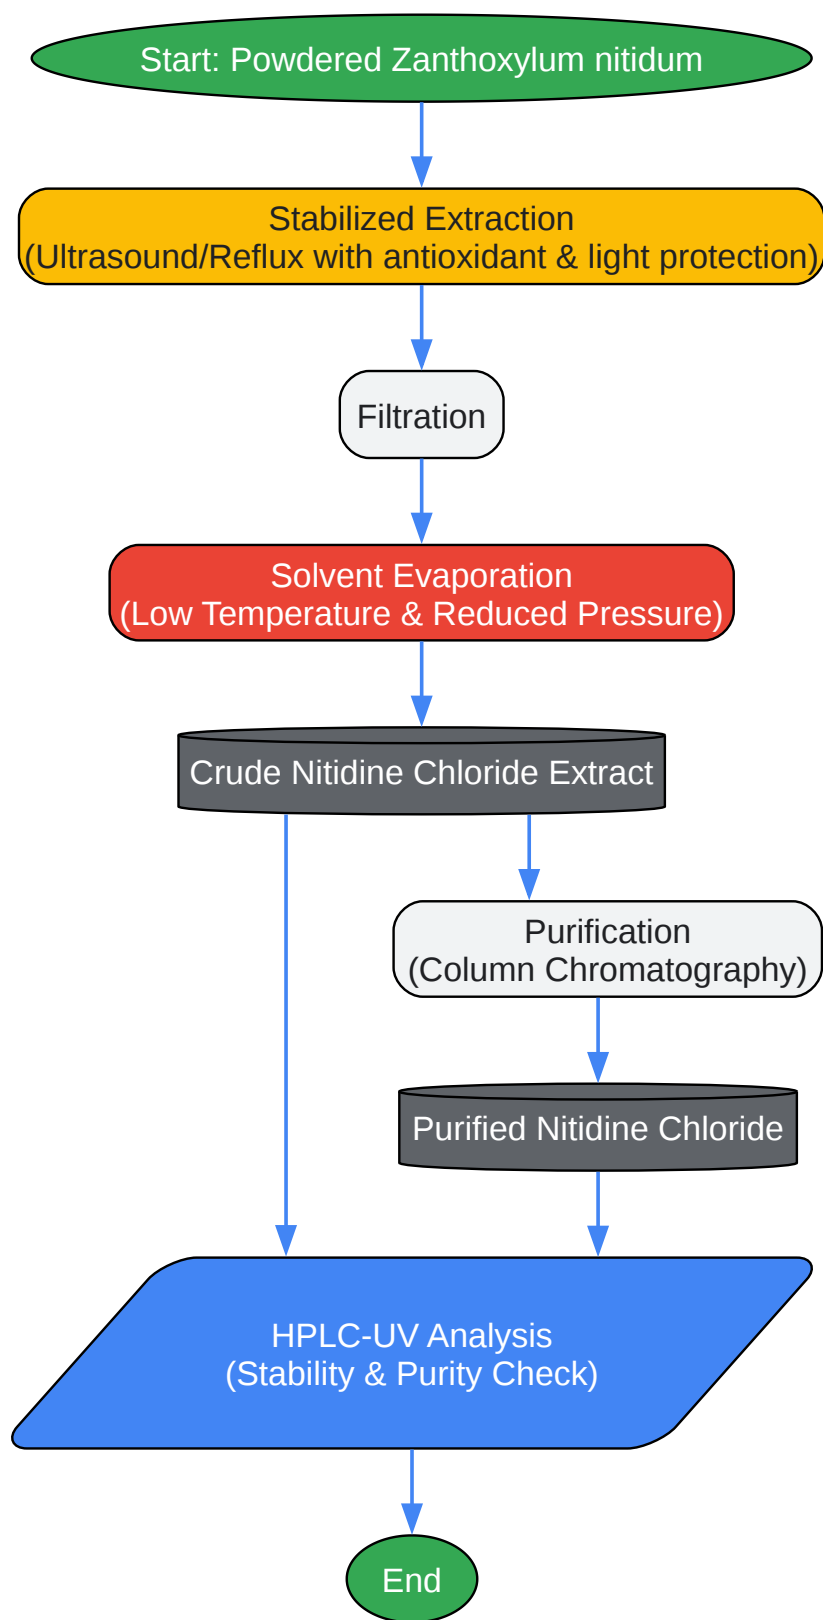 Start: Powdered Zanthoxylum nitidum
Stabilized Extraction
(Ultrasound/Reflux with antioxidant & light protection)
Filtration
Solvent Evaporation
(Low Temperature & Reduced Pressure)
Crude Nitidine Chloride Extract
Purification
(Column Chromatography)
Purified Nitidine Chloride
HPLC-UV Analysis
(Stability & Purity Check)
End